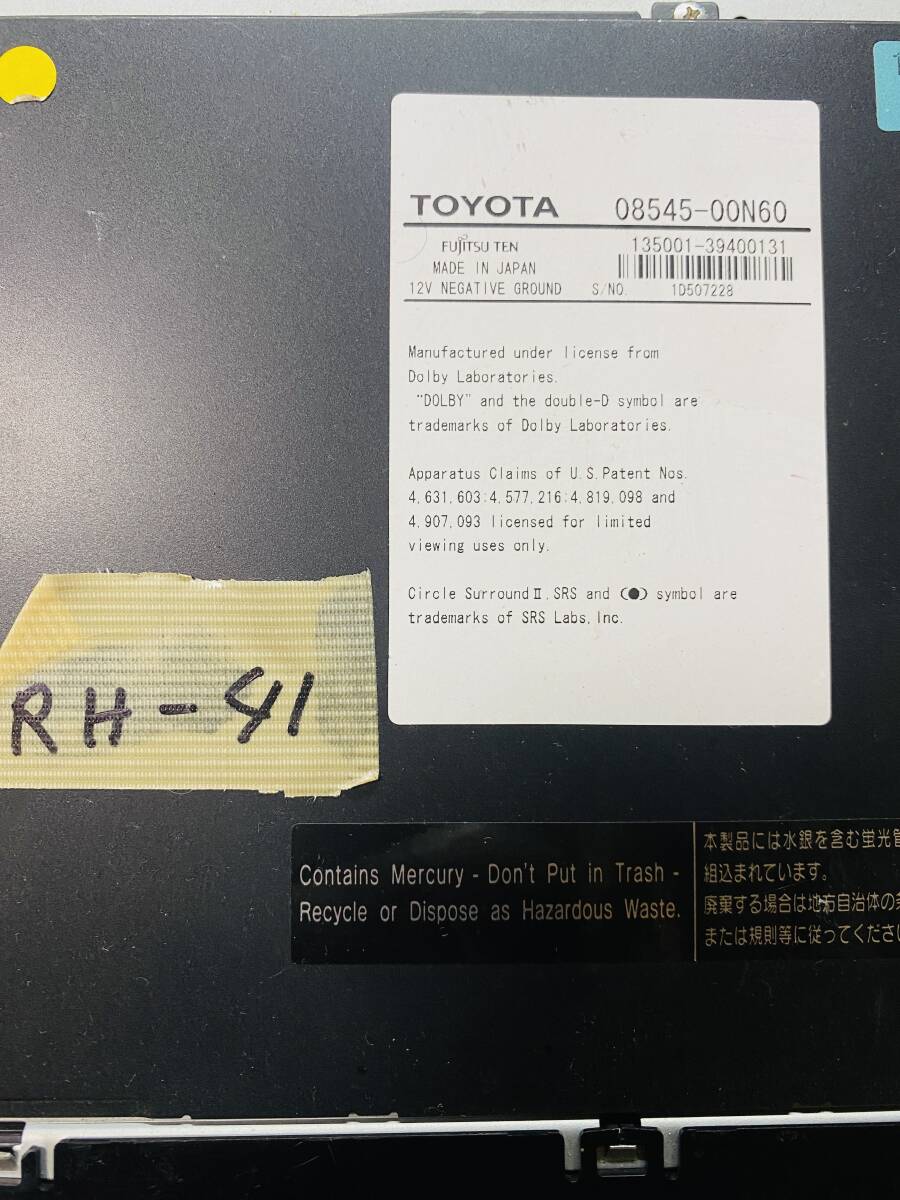 TOYOTA 08545-00N60
FUJITSU TEN 135001-39400131
MADE IN JAPAN
12V NEGATIVE GROUND S/NO. 1D507228
Manufactured under license from
Dolby Laboratories.
"DOLBY" and the double-D symbol are
trademarks of Dolby Laboratories.
Apparatus Claims of U.S.Patent Nos.
4,631,603;4,577,216;4,819,098 and
4,907,093 licensed for limited
viewing uses only.
Circle SurroundⅡ,SRS and (●) symbol are
trademarks of SRS Labs,Inc.
RH-41
Contains Mercury - Don't Put in Trash -
Recycle or Dispose as Hazardous Waste.
本製品には水銀を含む蛍光管
組込まれています。
廃棄する場合は地方自治体の条
または規則等に従ってください